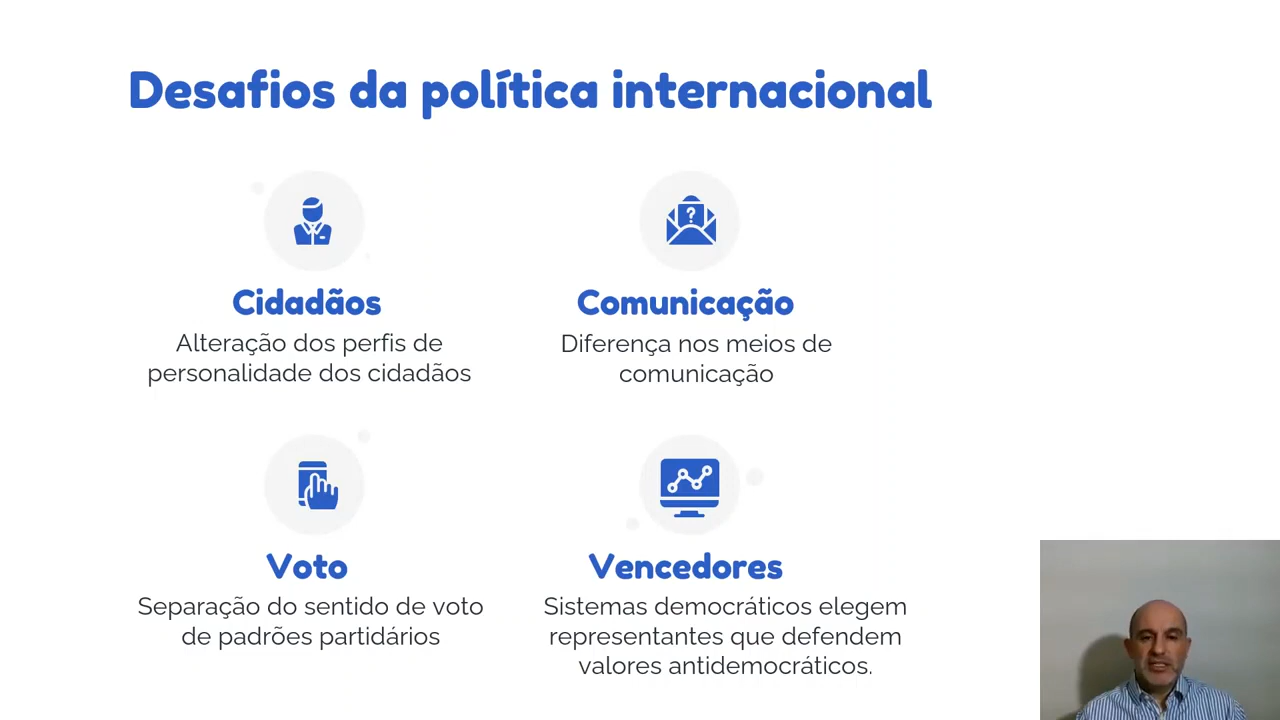 Desafios da política internacional
?
Cidadãos
Alteração dos perfis de
personalidade dos cidadãos
Comunicação
Diferença nos meios de
comunicação
Voto
Separação do sentido de voto
de padrões partidários
Vencedores
Sistemas democráticos elegem
representantes que defendem
valores antidemocráticos.